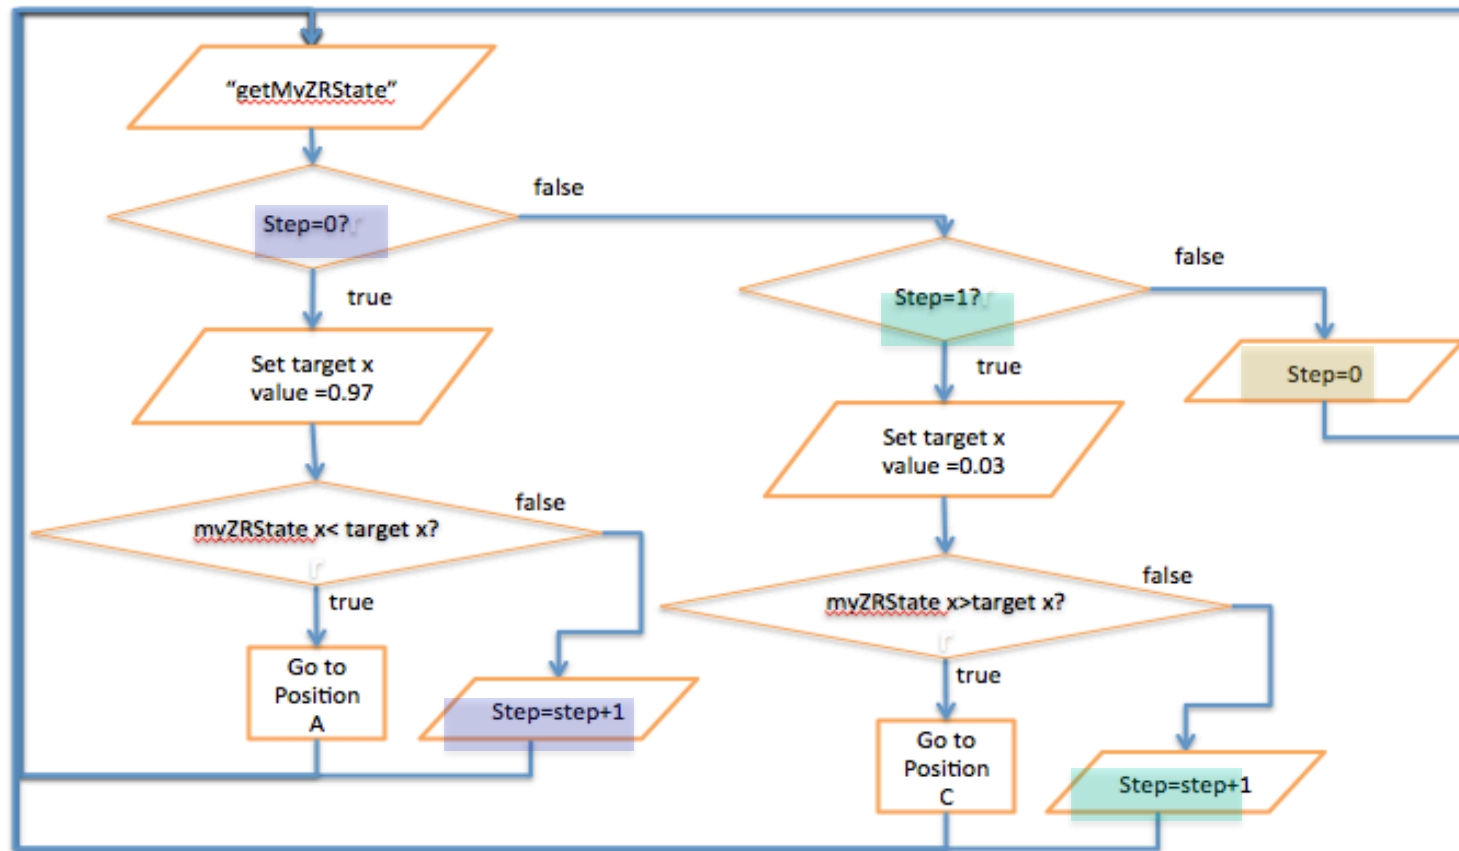 “getMyZRState”
Step=0?
false
true
Set target x
value =0.97
myZRState x< target x?
false
true
Go to
Position
A
Step=step+1
Step=1?
false
true
Step=0
Set target x
value =0.03
myZRState x>target x?
false
true
Go to
Position
C
Step=step+1